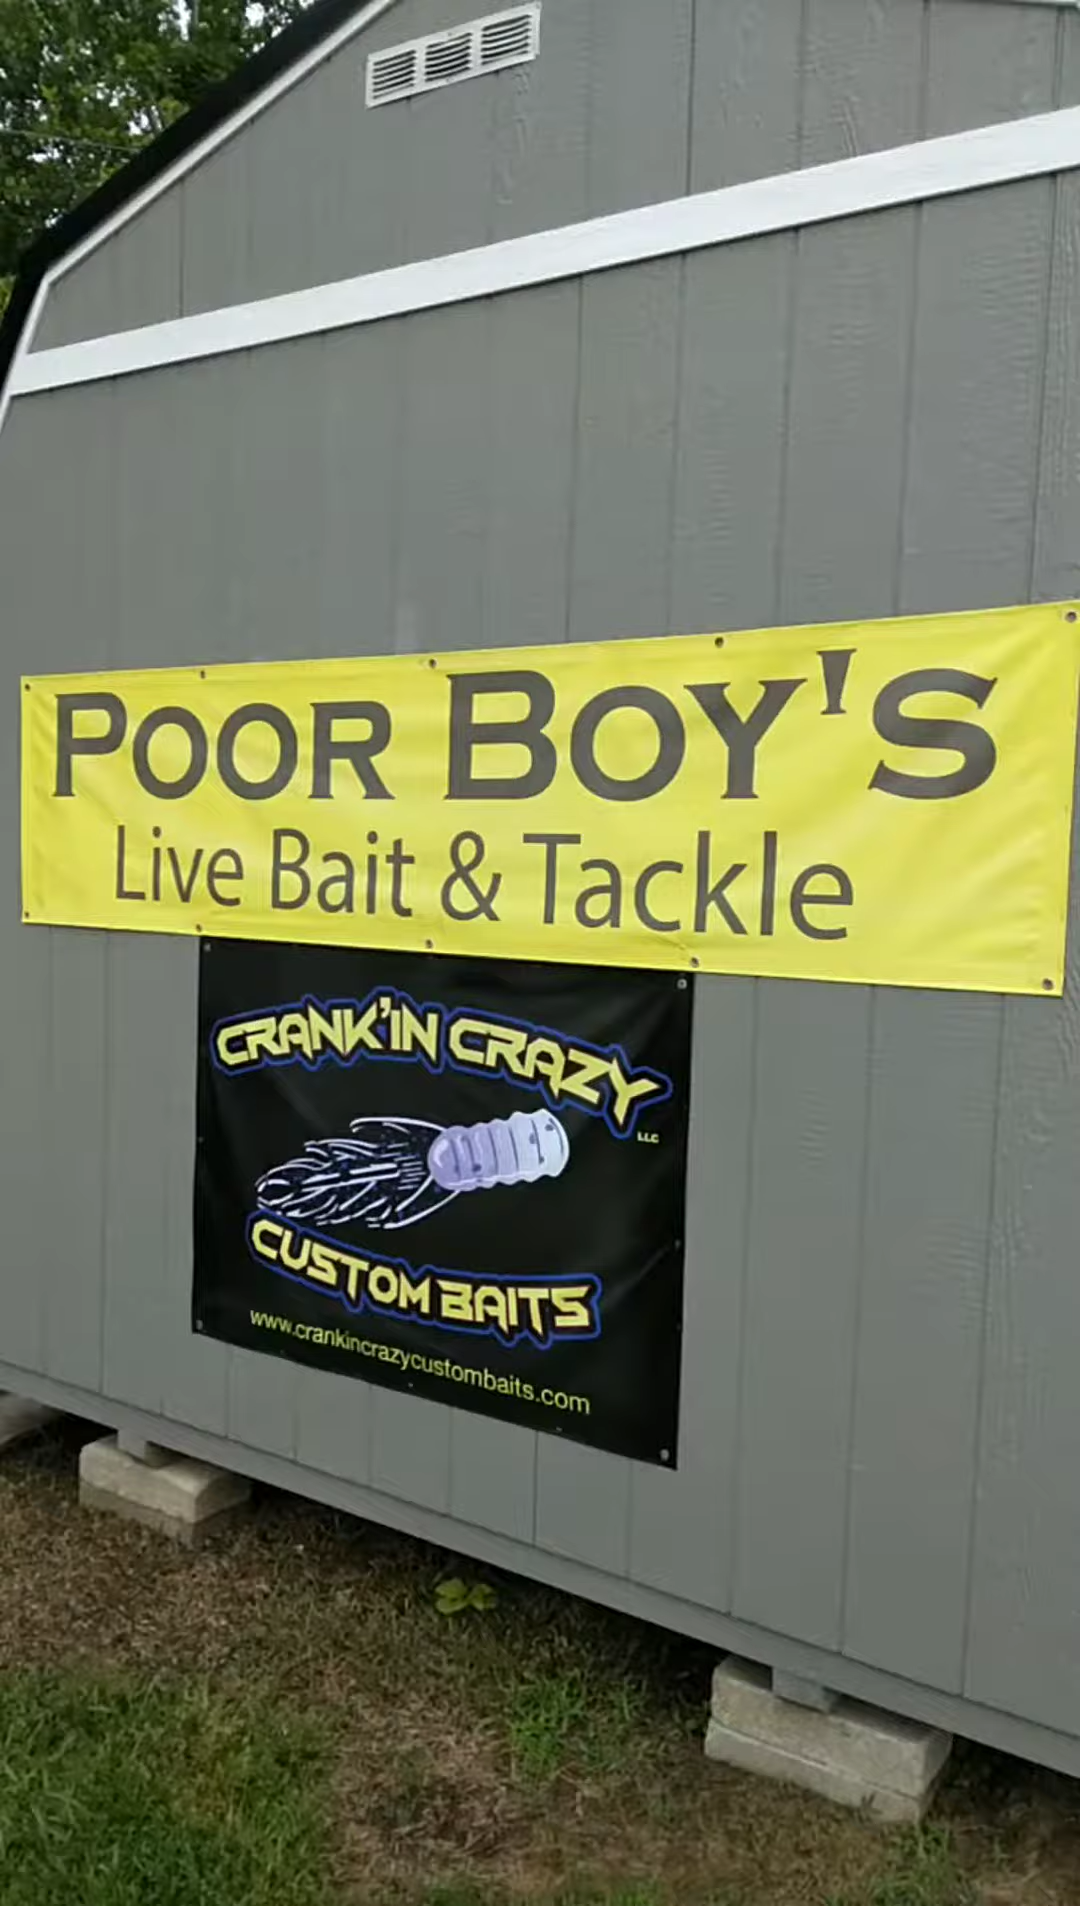 POOR BOY'S
Live Bait & Tackle
CRANK'IN CRAZY
LLC
CUSTOM BAITS
www.crankincrazycustombaits.com